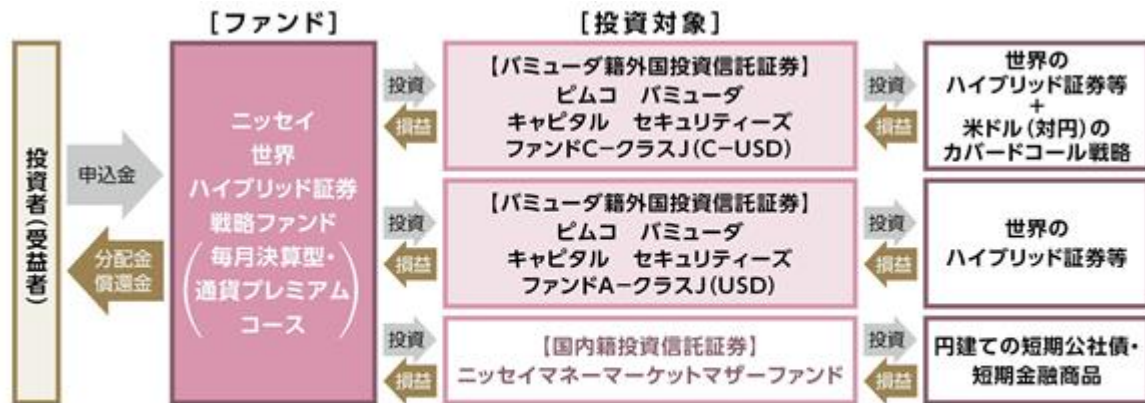 [ファンド]
[投資対象]
投資者(受益者)
申込金
分配金
償還金
ニッセイ
世界
ハイブリッド証券
戦略ファンド
(毎月決算型・
通貨プレミアム
コース)
投資
損益
【バミューダ籍外国投資信託証券】
ピムコ バミューダ
キャピタル セキュリティーズ
ファンドC-クラスJ(C-USD)
投資
損益
世界の
ハイブリッド証券等
+
米ドル(対円)の
カバードコール戦略
投資
損益
【バミューダ籍外国投資信託証券】
ピムコ バミューダ
キャピタル セキュリティーズ
ファンドA-クラスJ(USD)
投資
損益
世界の
ハイブリッド証券等
投資
損益
【国内籍投資信託証券】
ニッセイマネーマーケットマザーファンド
投資
損益
円建ての短期公社債・
短期金融商品